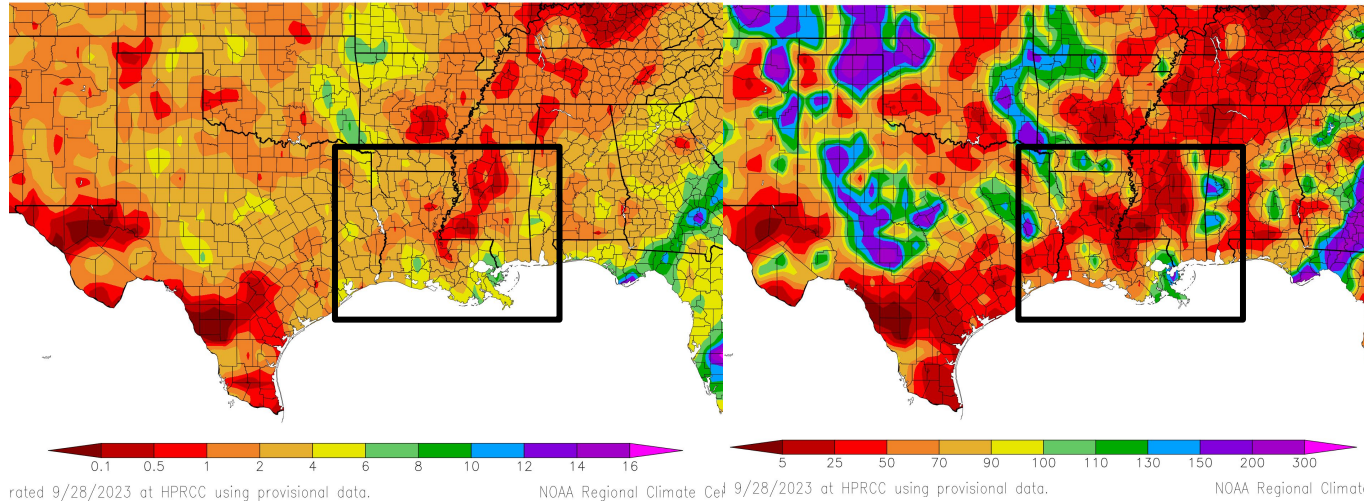 0.1 0.5 1 2 4 6 8 10 12 14 16
rated 9/28/2023 at HPRCC using provisional data. NOAA Regional Climate Cen
5 25 50 70 90 100 110 130 150 200 300
9/28/2023 at HPRCC using provisional data. NOAA Regional Climate